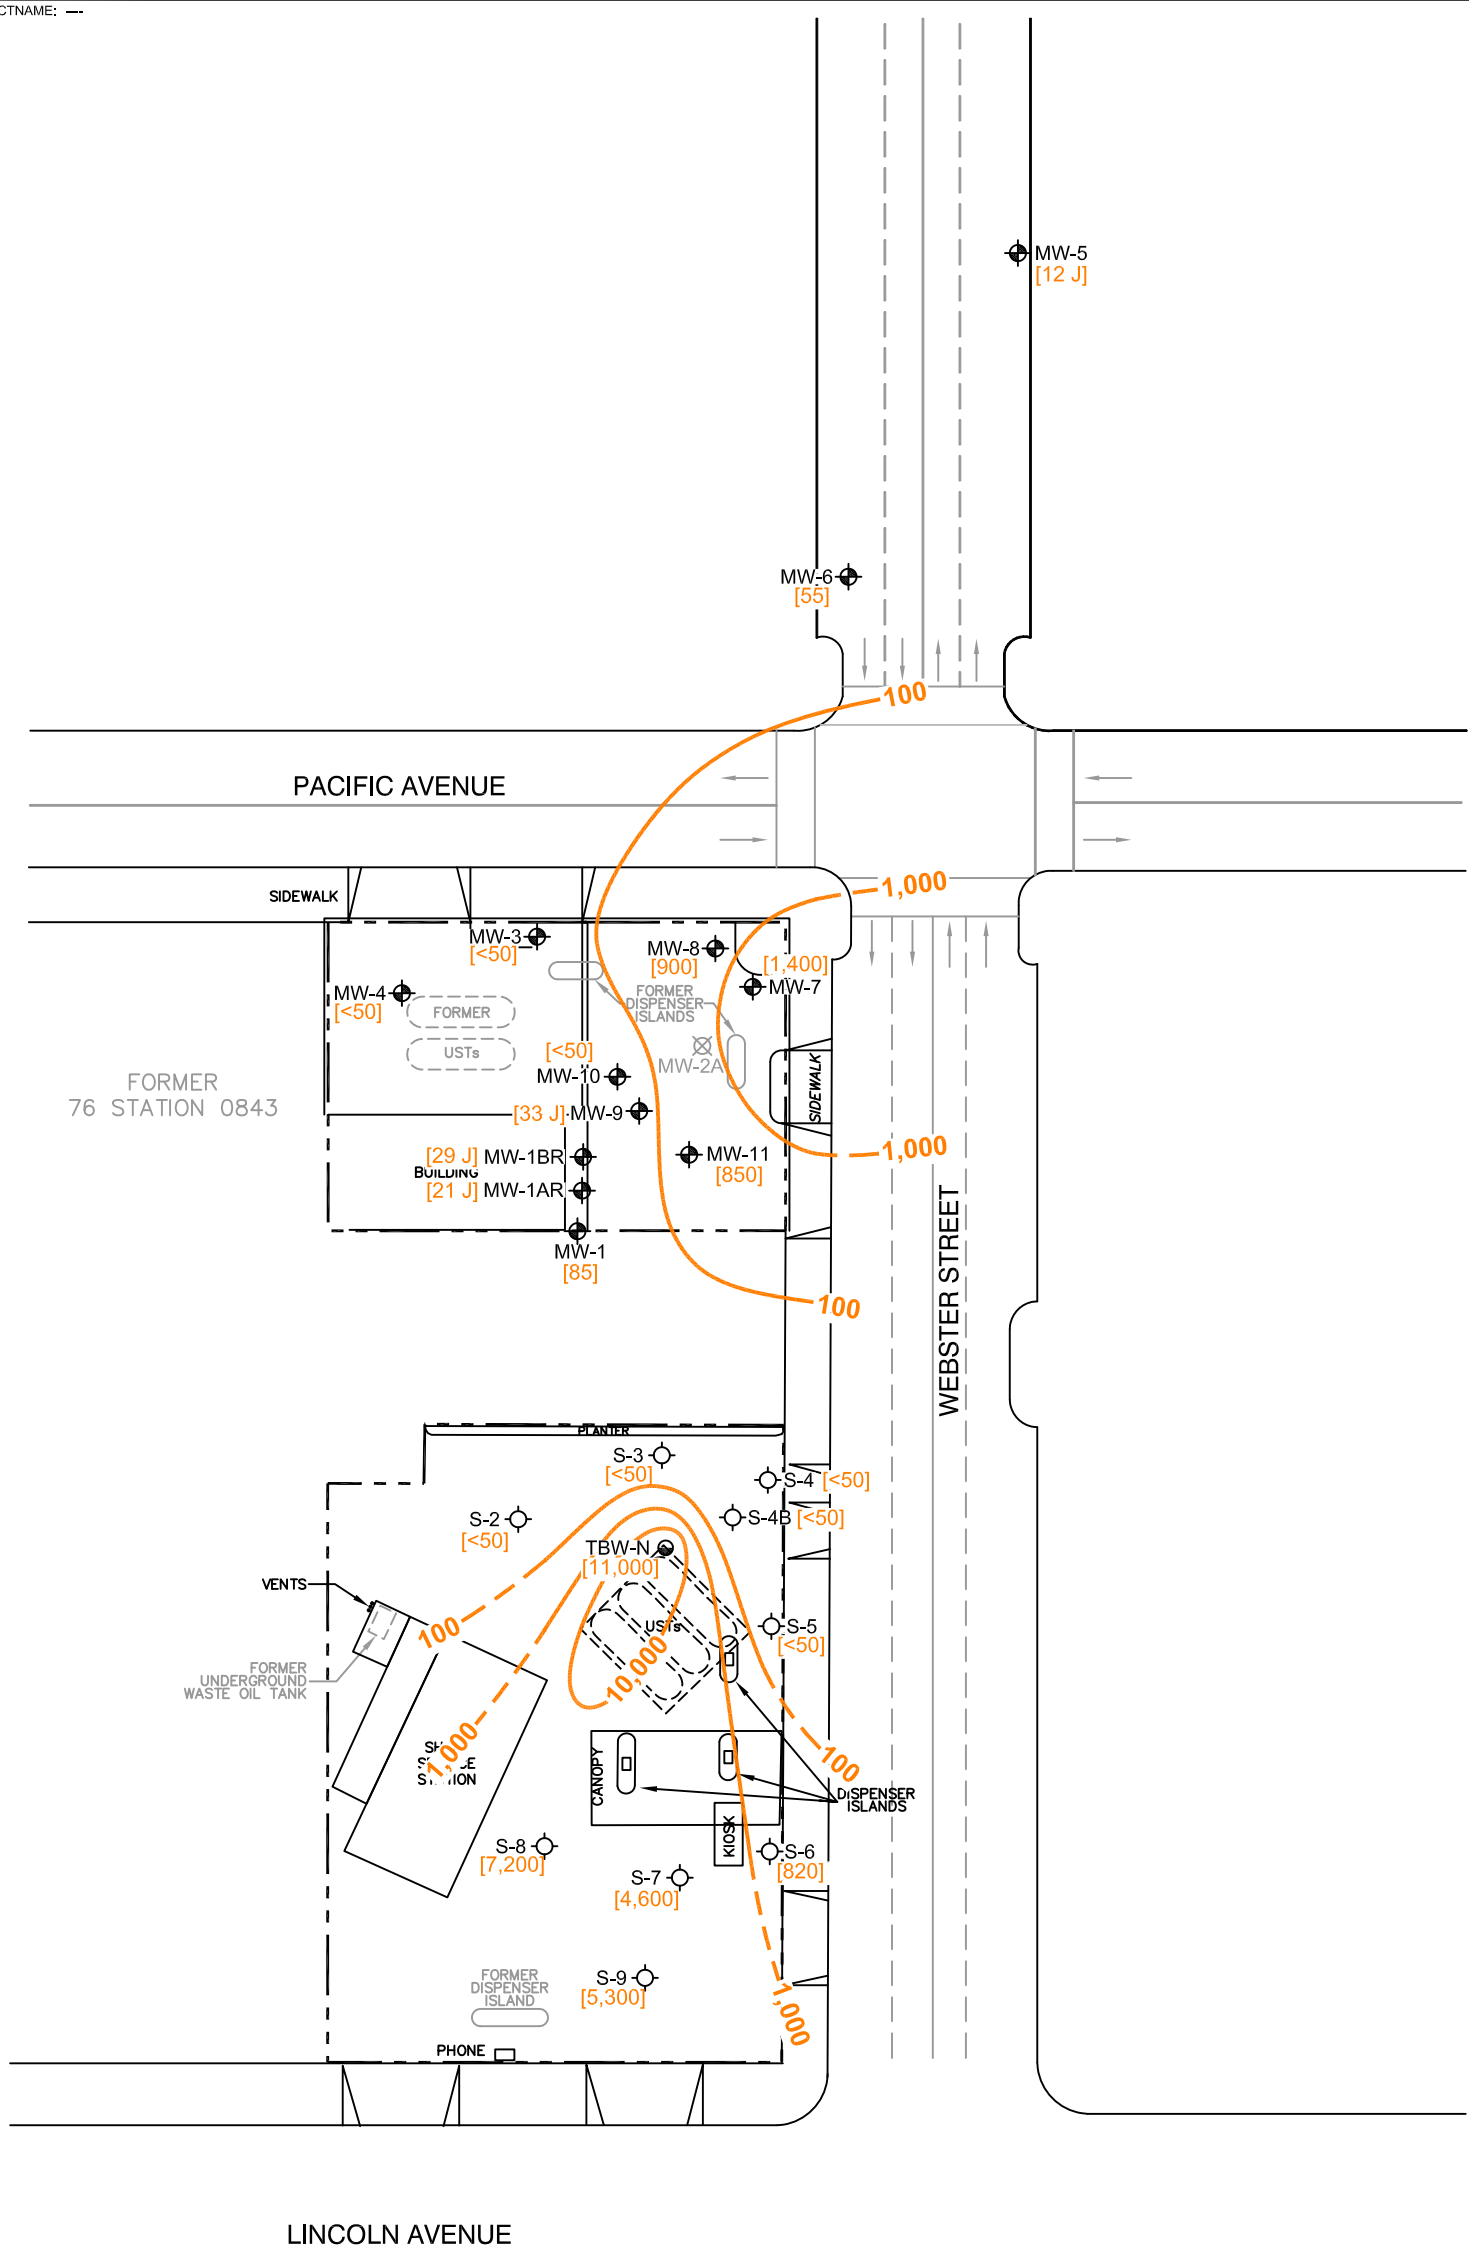 CTNAME: ---
MW-5
[12 J]
MW-6
[55]
100
PACIFIC AVENUE
1,000
SIDEWALK
MW-3
[<50]
MW-8
[900]
[1,400]
MW-7
MW-4
[<50]
FORMER
USTs
FORMER
DISPENSER
ISLANDS
MW-2A
[<50]
MW-10
SIDEWALK
FORMER
76 STATION 0843
[33 J]
MW-9
1,000
[29 J] MW-1BR
BUILDING
[21 J] MW-1AR
MW-11
[850]
MW-1
[85]
100
WEBSTER STREET
PLANTER
S-3
[<50]
S-4 [<50]
S-2
[<50]
S-4B [<50]
TBW-N
[11,000]
VENTS
100
USTs
S-5
[<50]
FORMER
UNDERGROUND
WASTE OIL TANK
10,000
1,000
STATION
CANOPY
100
DISPENSER
ISLANDS
KIOSK
S-8
[7,200]
S-7
[4,600]
S-6
[820]
FORMER
DISPENSER
ISLAND
S-9
[5,300]
1,000
PHONE
LINCOLN AVENUE